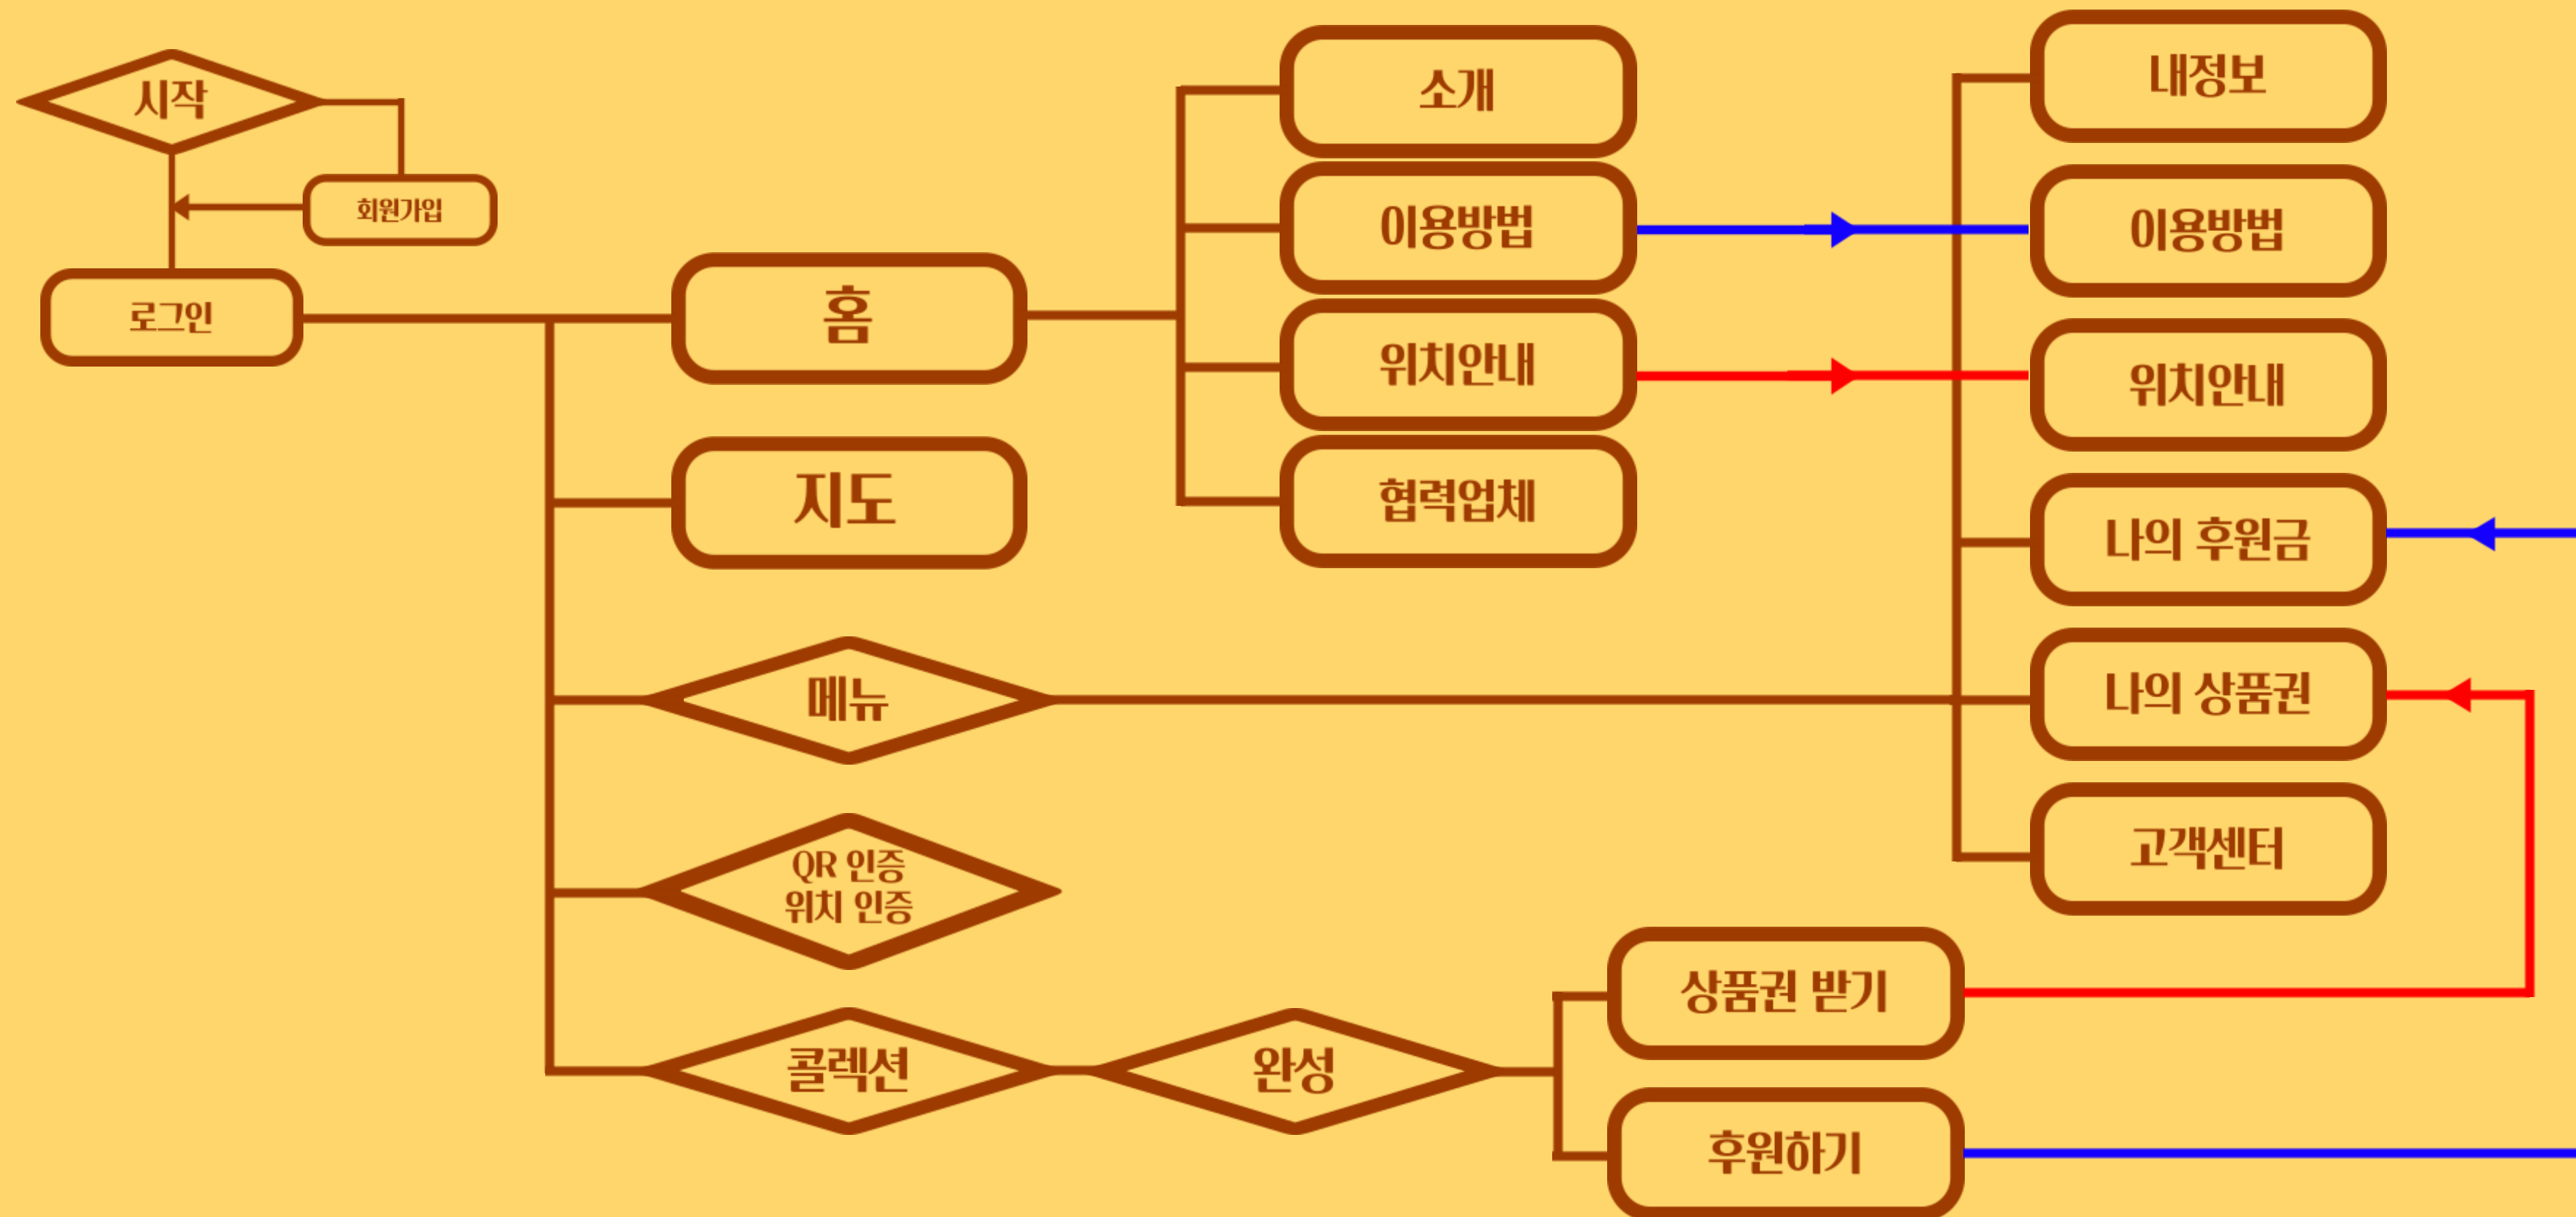 시작
회원가입
로그인
홈
지도
메뉴
QR 인증
위치 인증
콜렉션
완성
소개
이용방법
위치안내
협력업체
내정보
이용방법
위치안내
나의 후원금
나의 상품권
고객센터
상품권 받기
후원하기